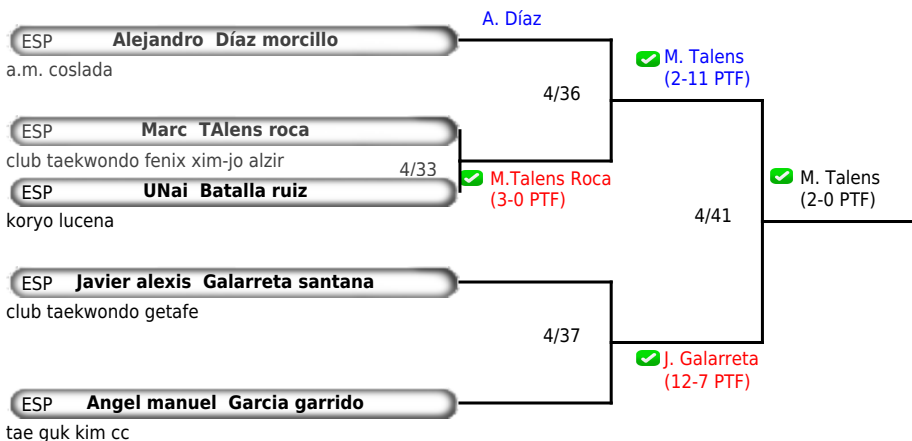 A. Díaz
ESP Alejandro Díaz morcillo
a.m. coslada
M. Talens
(2-11 PTF)
4/36
ESP Marc TAlens roca
club taekwondo fenix xim-jo alzir
4/33
M.Talens Roca
(3-0 PTF)
ESP UNai Batalla ruiz
koryo lucena
M. Talens
(2-0 PTF)
4/41
ESP Javier alexis Galarreta santana
club taekwondo getafe
4/37
J. Galarreta
(12-7 PTF)
ESP Angel manuel Garcia garrido
tae guk kim cc